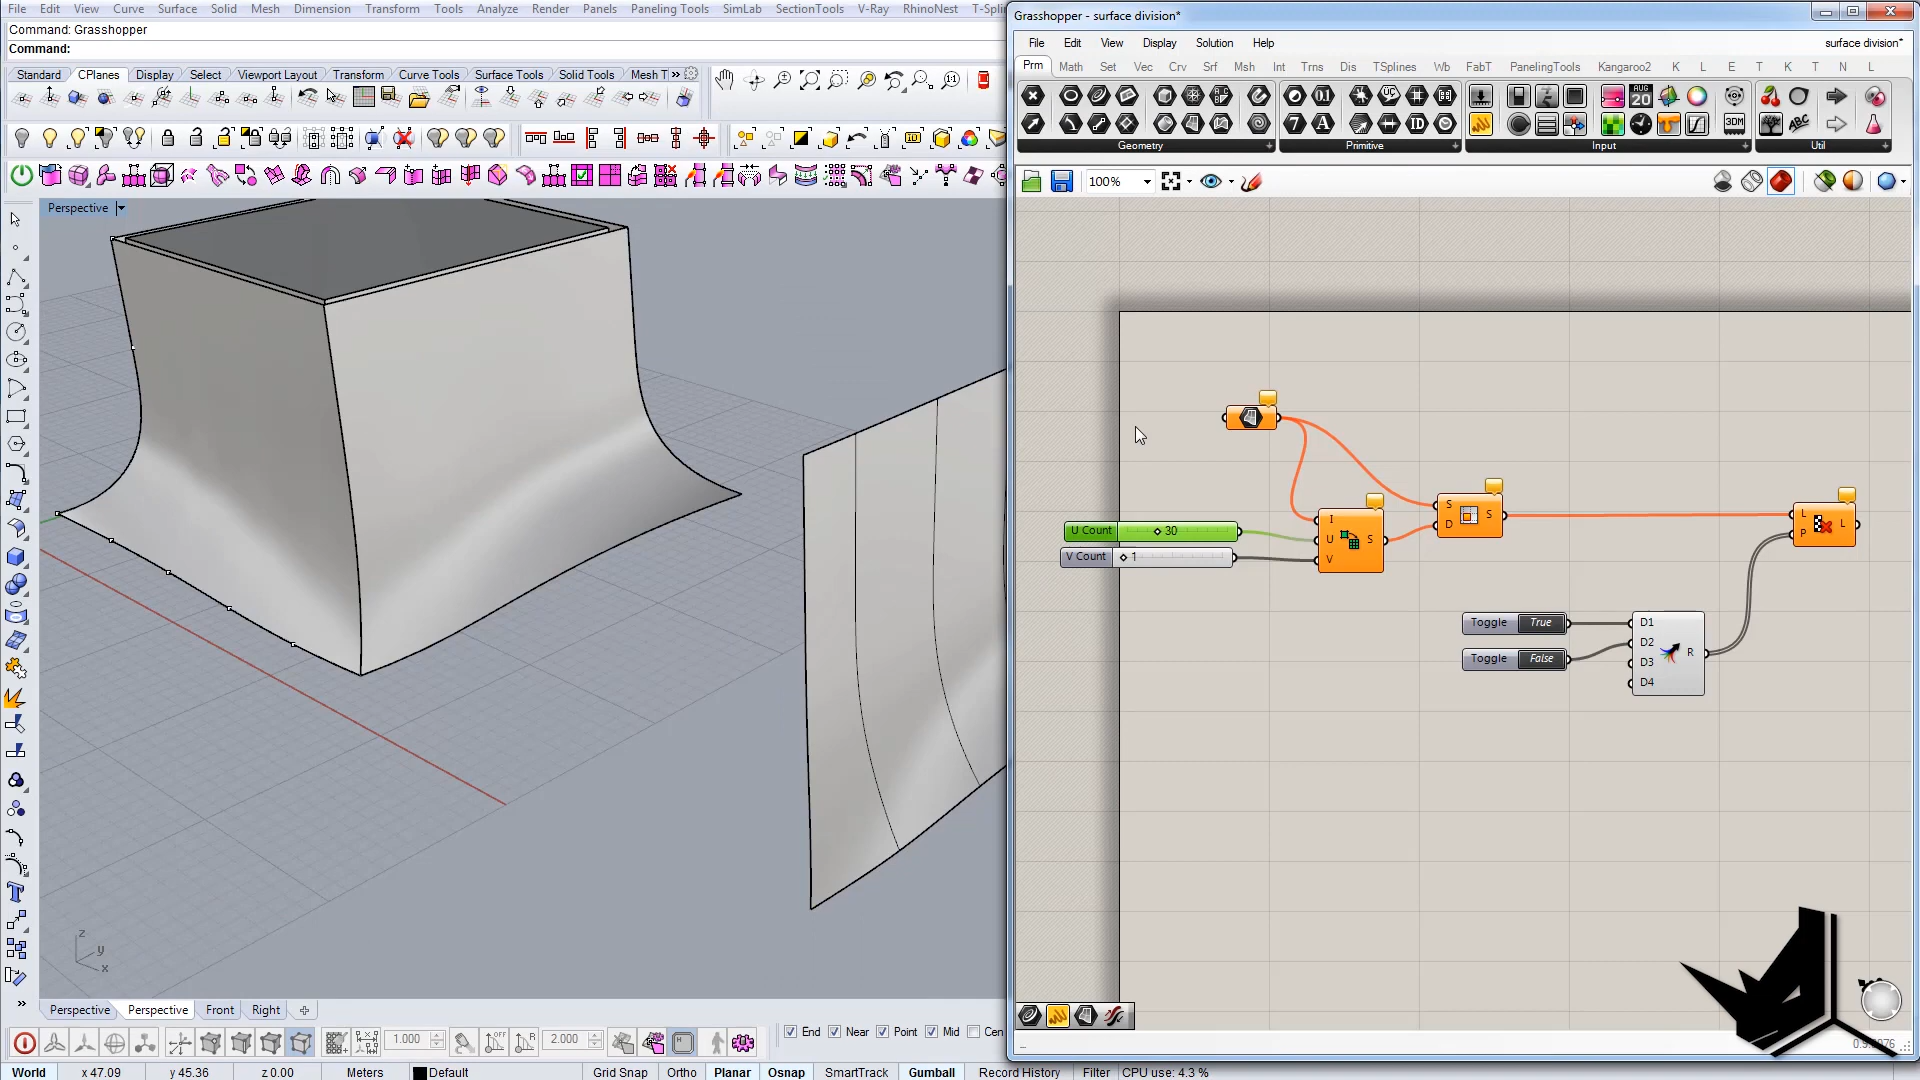 File Edit View Curve Surface Solid Mesh Dimension Transform Tools Analyze Render Panels Paneling Tools SimLab SectionTools V-Ray RhinoNest T-Splin
Command: Grasshopper
Command:
Standard CPlanes Display Select Viewport Layout Transform Curve Tools Surface Tools Solid Tools Mesh T »
Perspective
Grasshopper - surface division*
File Edit View Display Solution Help surface division*
Prm Math Set Vec Crv Srf Msh Int Trns Dis TSplines Wb FabT PanelingTools Kangaroo2 K L E T K T N L
Geometry Primitive Input Util
100%
U Count 30
V Count 1
I
U
V
S
S
D
S
L
P
L
Toggle True
Toggle False
D1
D2
D3
D4
R
z
y
x
Perspective Perspective Front Right
1.000 2.000 End Near Point Mid Cen
World x 47.09 y 45.36 z 0.00 Meters Default Grid Snap Ortho Planar Osnap SmartTrack Gumball Record History Filter CPU use: 4.3 %